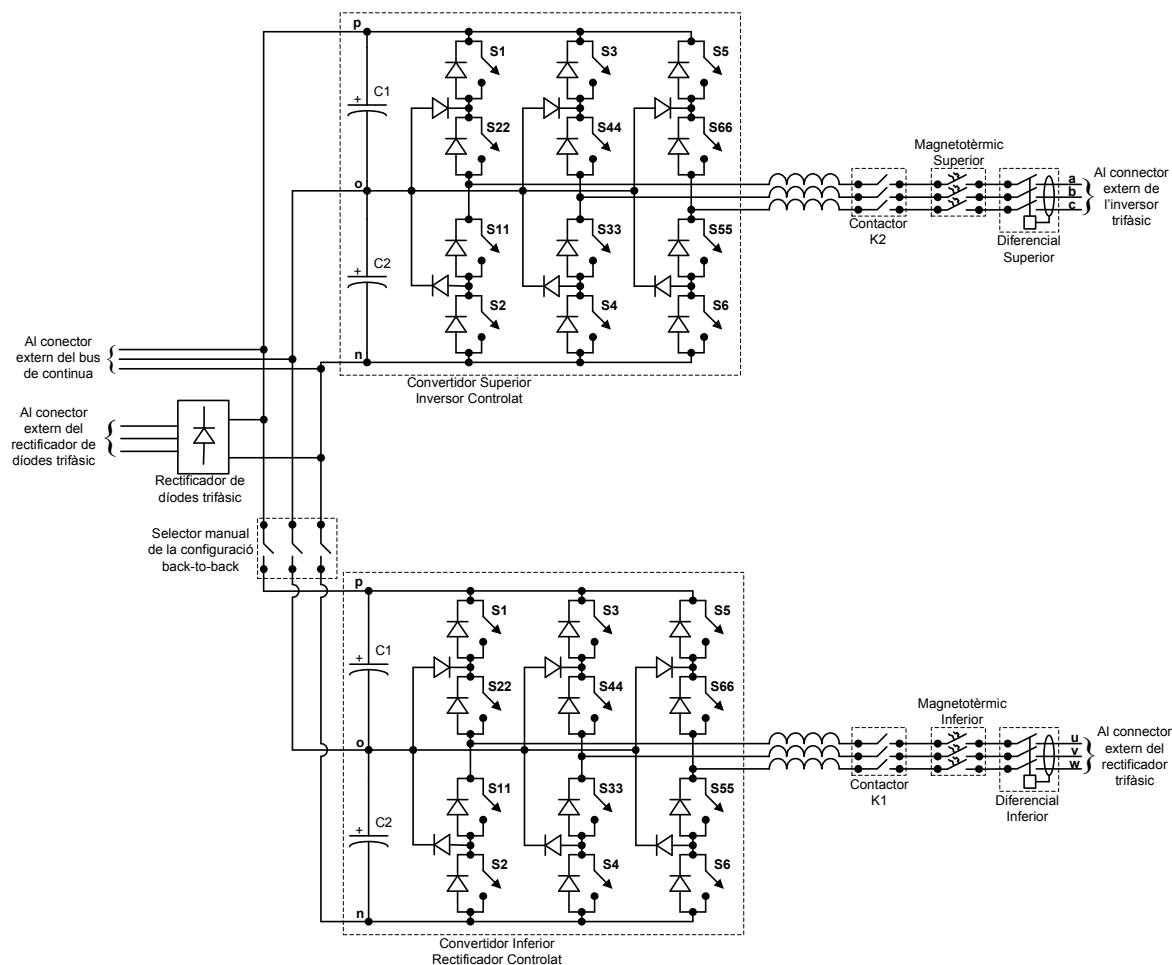 p
S1
S3
S5
C1
+
S22
S44
S66
o
Magnetotèrmic
Superior
a
b
c
Al connector
extern de
l'inversor
trifàsic
Contactor
K2
Diferencial
Superior
S11
S33
S55
C2
+
S2
S4
S6
n
Convertidor Superior
Inversor Controlat
Al conector
extern del bus
de continua
Al conector
extern del
rectificador de
díodes trifàsic
Rectificador de
díodes trifàsic
Selector manual
de la configuració
back-to-back
p
S1
S3
S5
C1
+
S22
S44
S66
o
Magnetotèrmic
Inferior
u
v
w
Al connector
extern del
rectificador
trifàsic
Contactor
K1
Diferencial
Inferior
S11
S33
S55
C2
+
S2
S4
S6
n
Convertidor Inferior
Rectificador Controlat